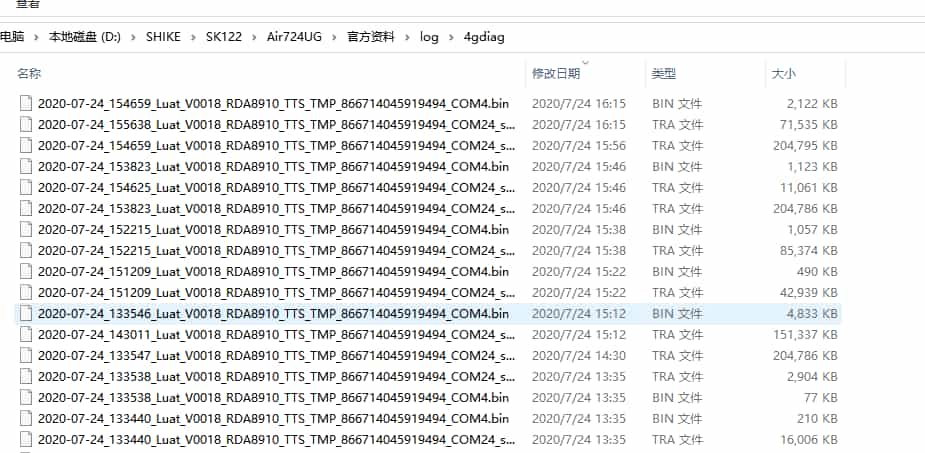 查看
电脑 › 本地磁盘 (D:) › SHIKE › SK122 › Air724UG › 官方资料 › log › 4gdiag
名称 修改日期 类型 大小
2020-07-24_154659_Luat_V0018_RDA8910_TTS_TMP_866714045919494_COM4.bin 2020/7/24 16:15 BIN 文件 2,122 KB
2020-07-24_155638_Luat_V0018_RDA8910_TTS_TMP_866714045919494_COM24_s... 2020/7/24 16:15 TRA 文件 71,535 KB
2020-07-24_154659_Luat_V0018_RDA8910_TTS_TMP_866714045919494_COM24_s... 2020/7/24 15:56 TRA 文件 204,795 KB
2020-07-24_153823_Luat_V0018_RDA8910_TTS_TMP_866714045919494_COM4.bin 2020/7/24 15:46 BIN 文件 1,123 KB
2020-07-24_154625_Luat_V0018_RDA8910_TTS_TMP_866714045919494_COM24_s... 2020/7/24 15:46 TRA 文件 11,061 KB
2020-07-24_153823_Luat_V0018_RDA8910_TTS_TMP_866714045919494_COM24_s... 2020/7/24 15:46 TRA 文件 204,786 KB
2020-07-24_152215_Luat_V0018_RDA8910_TTS_TMP_866714045919494_COM4.bin 2020/7/24 15:38 BIN 文件 1,057 KB
2020-07-24_152215_Luat_V0018_RDA8910_TTS_TMP_866714045919494_COM24_s... 2020/7/24 15:38 TRA 文件 85,374 KB
2020-07-24_151209_Luat_V0018_RDA8910_TTS_TMP_866714045919494_COM4.bin 2020/7/24 15:22 BIN 文件 490 KB
2020-07-24_151209_Luat_V0018_RDA8910_TTS_TMP_866714045919494_COM24_s... 2020/7/24 15:22 TRA 文件 42,939 KB
2020-07-24_133546_Luat_V0018_RDA8910_TTS_TMP_866714045919494_COM4.bin 2020/7/24 15:12 BIN 文件 4,833 KB
2020-07-24_143011_Luat_V0018_RDA8910_TTS_TMP_866714045919494_COM24_s... 2020/7/24 15:12 TRA 文件 151,337 KB
2020-07-24_133547_Luat_V0018_RDA8910_TTS_TMP_866714045919494_COM24_s... 2020/7/24 14:30 TRA 文件 204,786 KB
2020-07-24_133538_Luat_V0018_RDA8910_TTS_TMP_866714045919494_COM24_s... 2020/7/24 13:35 TRA 文件 2,904 KB
2020-07-24_133538_Luat_V0018_RDA8910_TTS_TMP_866714045919494_COM4.bin 2020/7/24 13:35 BIN 文件 77 KB
2020-07-24_133440_Luat_V0018_RDA8910_TTS_TMP_866714045919494_COM4.bin 2020/7/24 13:35 BIN 文件 210 KB
2020-07-24_133440_Luat_V0018_RDA8910_TTS_TMP_866714045919494_COM24_s... 2020/7/24 13:35 TRA 文件 16,006 KB